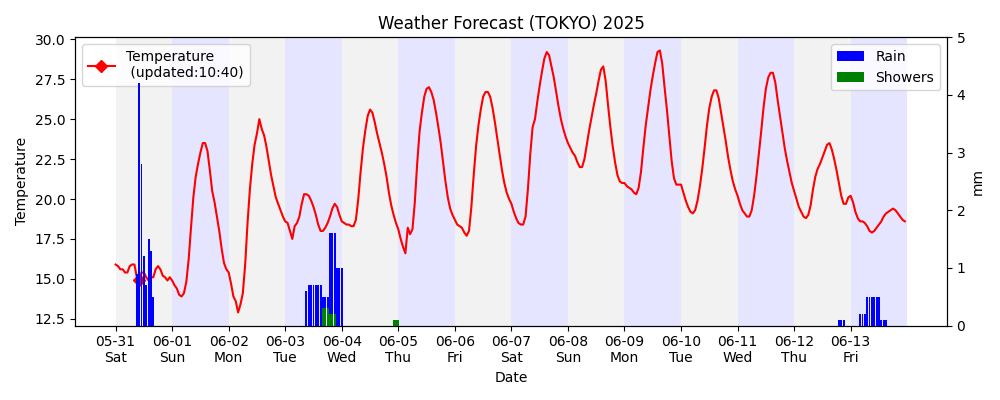 Weather Forecast (TOKYO) 2025
Temperature
(updated:10:40)
Rain
Showers
30.0
27.5
25.0
22.5
20.0
17.5
15.0
12.5
Temperature
5
4
3
2
1
0
mm
05-31 06-01 06-02 06-03 06-04 06-05 06-06 06-07 06-08 06-09 06-10 06-11 06-12 06-13
Sat Sun Mon Tue Wed Thu Fri Sat Sun Mon Tue Wed Thu Fri
Date